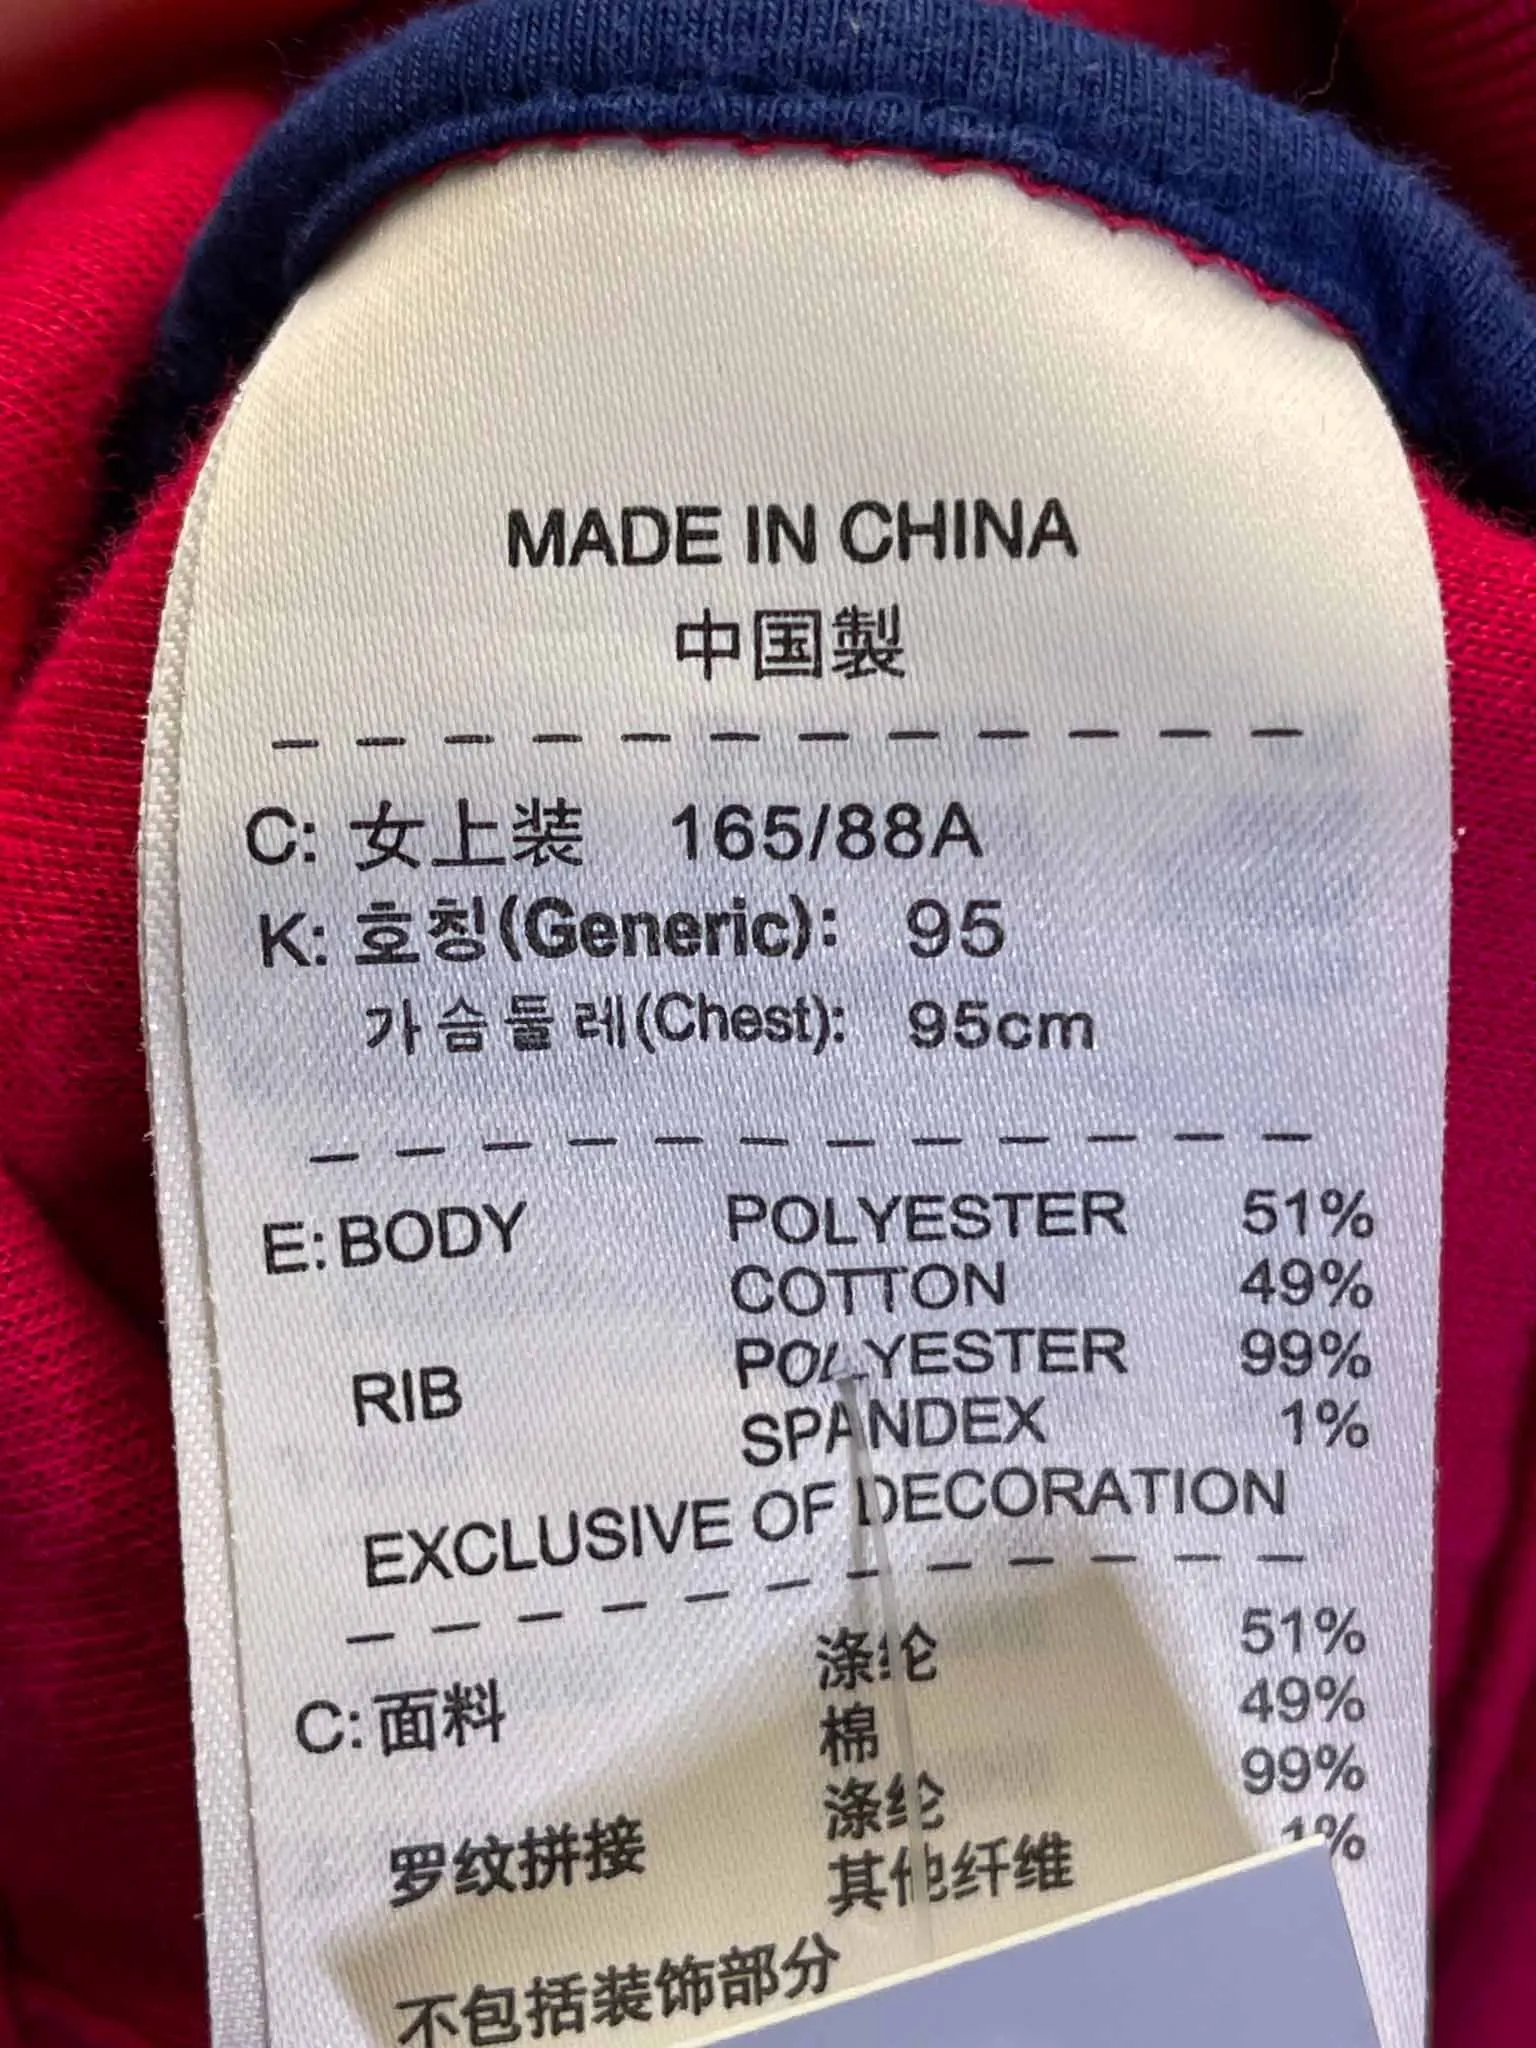 MADE IN CHINA
中国製
C: 女上装 165/88A
K: 호칭(Generic): 95
가슴둘레(Chest): 95cm
E: BODY POLYESTER 51%
COTTON 49%
RIB POLYESTER 99%
SPANDEX 1%
EXCLUSIVE OF DECORATION
C: 面料 涤纶 51%
棉 49%
罗纹拼接 涤纶 99%
其他纤维 1%
不包括装饰部分